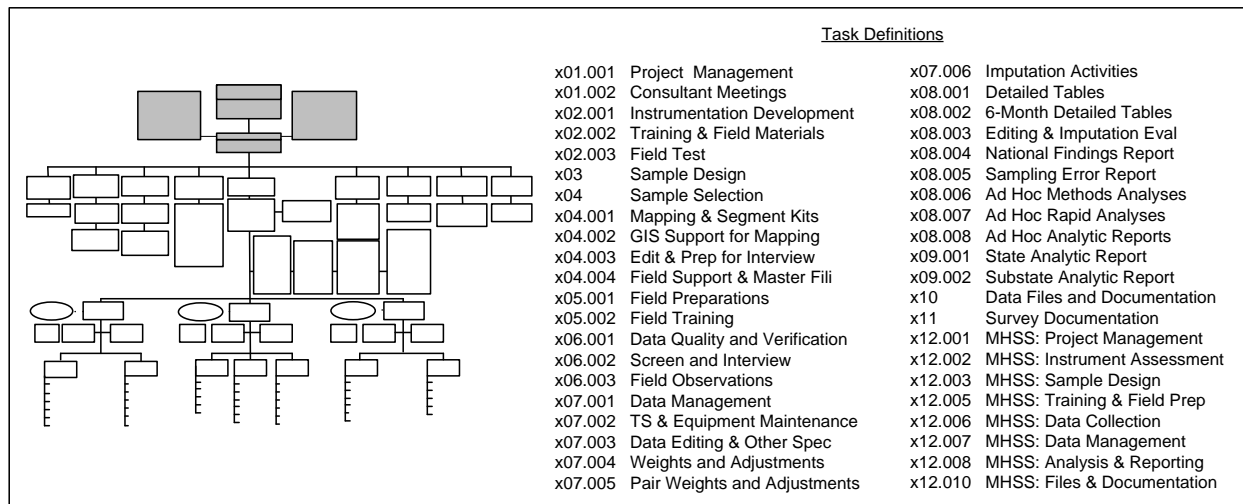 Task Definitions
x01.001 Project Management
x01.002 Consultant Meetings
x02.001 Instrumentation Development
x02.002 Training & Field Materials
x02.003 Field Test
x03 Sample Design
x04 Sample Selection
x04.001 Mapping & Segment Kits
x04.002 GIS Support for Mapping
x04.003 Edit & Prep for Interview
x04.004 Field Support & Master Fili
x05.001 Field Preparations
x05.002 Field Training
x06.001 Data Quality and Verification
x06.002 Screen and Interview
x06.003 Field Observations
x07.001 Data Management
x07.002 TS & Equipment Maintenance
x07.003 Data Editing & Other Spec
x07.004 Weights and Adjustments
x07.005 Pair Weights and Adjustments
x07.006 Imputation Activities
x08.001 Detailed Tables
x08.002 6-Month Detailed Tables
x08.003 Editing & Imputation Eval
x08.004 National Findings Report
x08.005 Sampling Error Report
x08.006 Ad Hoc Methods Analyses
x08.007 Ad Hoc Rapid Analyses
x08.008 Ad Hoc Analytic Reports
x09.001 State Analytic Report
x09.002 Substate Analytic Report
x10 Data Files and Documentation
x11 Survey Documentation
x12.001 MHSS: Project Management
x12.002 MHSS: Instrument Assessment
x12.003 MHSS: Sample Design
x12.005 MHSS: Training & Field Prep
x12.006 MHSS: Data Collection
x12.007 MHSS: Data Management
x12.008 MHSS: Analysis & Reporting
x12.010 MHSS: Files & Documentation